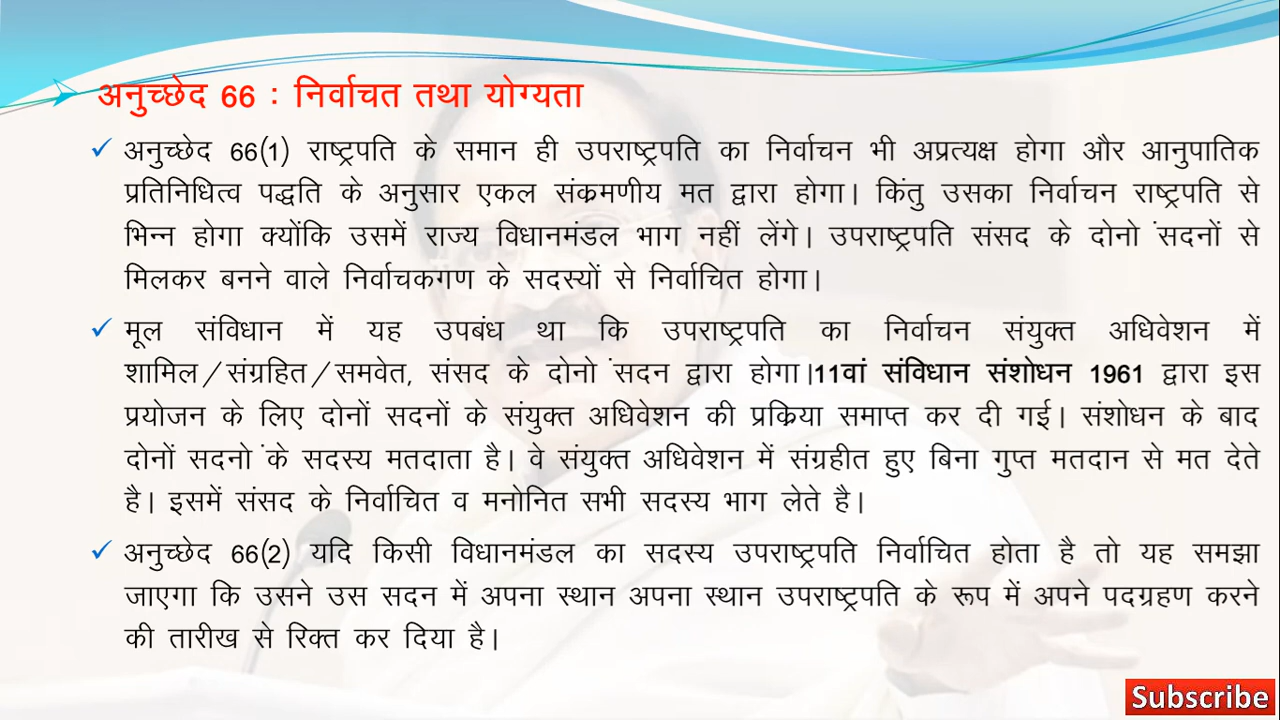 अनुच्छेद 66 : निर्वाचत तथा योग्यता
अनुच्छेद 66(1) राष्ट्रपति के समान ही उपराष्ट्रपति का निर्वाचन भी अप्रत्यक्ष होगा और आनुपातिक
प्रतिनिधित्व पद्धति के अनुसार एकल संक्रमणीय मत द्वारा होगा। किंतु उसका निर्वाचन राष्ट्रपति से
भिन्न होगा क्योंकि उसमें राज्य विधानमंडल भाग नहीं लेंगे। उपराष्ट्रपति संसद के दोनो ंसदनों से
मिलकर बनने वाले निर्वाचकगण के सदस्यों से निर्वाचित होगा।
मूल संविधान में यह उपबंध था कि उपराष्ट्रपति का निर्वाचन संयुक्त अधिवेशन में
शामिल/संग्रहित/समवेत, संसद के दोनो ंसदन द्वारा होगा।11वां संविधान संशोधन 1961 द्वारा इस
प्रयोजन के लिए दोनों सदनों के संयुक्त अधिवेशन की प्रक्रिया समाप्त कर दी गई। संशोधन के बाद
दोनों सदनो ंके सदस्य मतदाता है। वे संयुक्त अधिवेशन में संग्रहीत हुए बिना गुप्त मतदान से मत देते
है। इसमें संसद के निर्वाचित व मनोनित सभी सदस्य भाग लेते है।
अनुच्छेद 66(2) यदि किसी विधानमंडल का सदस्य उपराष्ट्रपति निर्वाचित होता है तो यह समझा
जाएगा कि उसने उस सदन में अपना स्थान अपना स्थान उपराष्ट्रपति के रूप में अपने पदग्रहण करने
की तारीख से रिक्त कर दिया है।
Subscribe